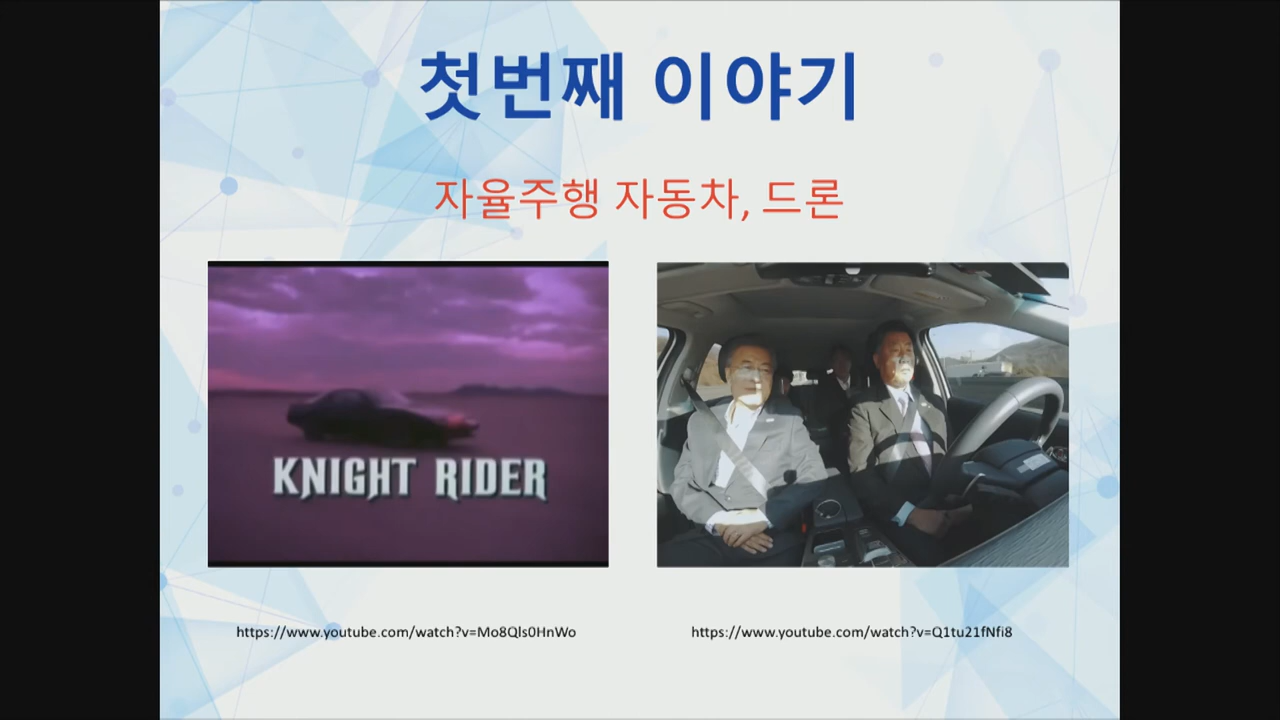 첫번째 이야기
자율주행 자동차, 드론
KNIGHT RIDER
https://www.youtube.com/watch?v=Mo8Qls0HnWo
https://www.youtube.com/watch?v=Q1tu21fNfi8